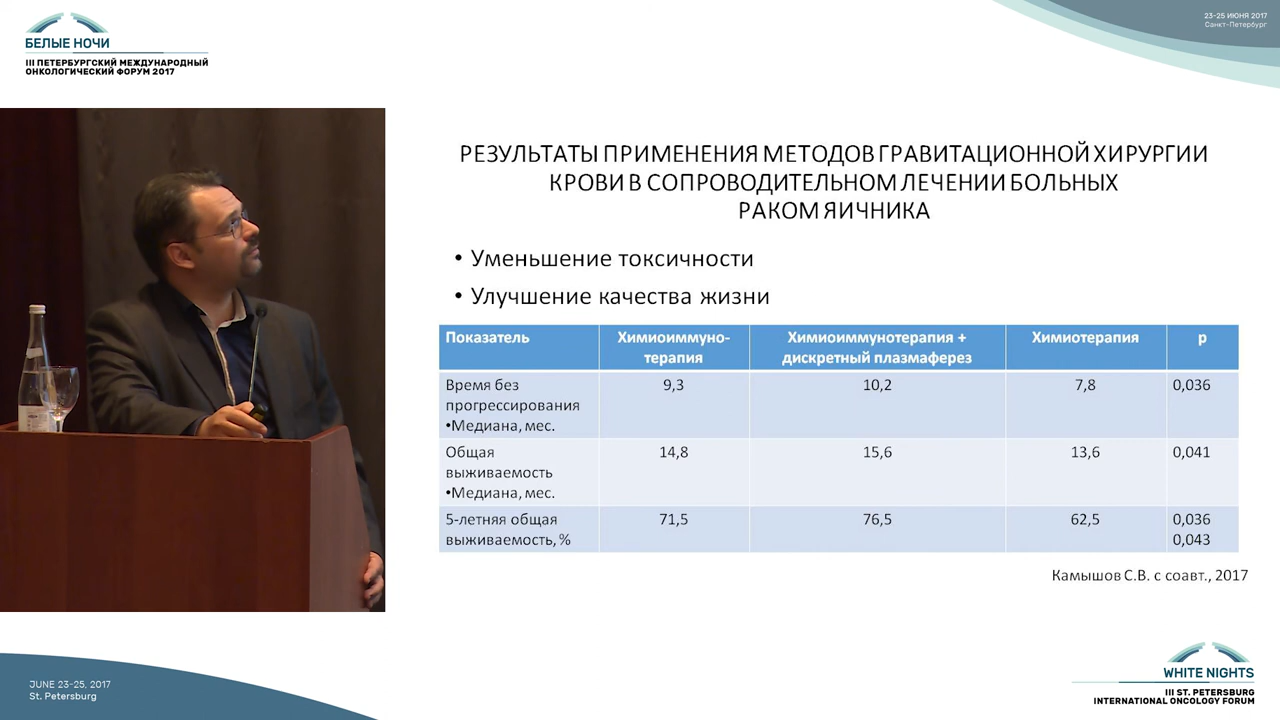 БЕЛЫЕ НОЧИ
III ПЕТЕРБУРГСКИЙ МЕЖДУНАРОДНЫЙ
ОНКОЛОГИЧЕСКИЙ ФОРУМ 2017
23-25 ИЮНЯ 2017
Санкт-Петербург
РЕЗУЛЬТАТЫ ПРИМЕНЕНИЯ МЕТОДОВ ГРАВИТАЦИОННОЙ ХИРУРГИИ
КРОВИ В СОПРОВОДИТЕЛЬНОМ ЛЕЧЕНИИ БОЛЬНЫХ
РАКОМ ЯИЧНИКА
• Уменьшение токсичности
• Улучшение качества жизни
Показатель
Химиоиммуно-
терапия
Химиоиммунотерапия +
дискретный плазмаферез
Химиотерапия
р
Время без
прогрессирования
•Медиана, мес.
9,3
10,2
7,8
0,036
Общая
выживаемость
•Медиана, мес.
14,8
15,6
13,6
0,041
5-летняя общая
выживаемость, %
71,5
76,5
62,5
0,036
0,043
Камышов С.В. с соавт., 2017
JUNE 23-25, 2017
St. Petersburg
WHITE NIGHTS
III ST. PETERSBURG
INTERNATIONAL ONCOLOGY FORUM